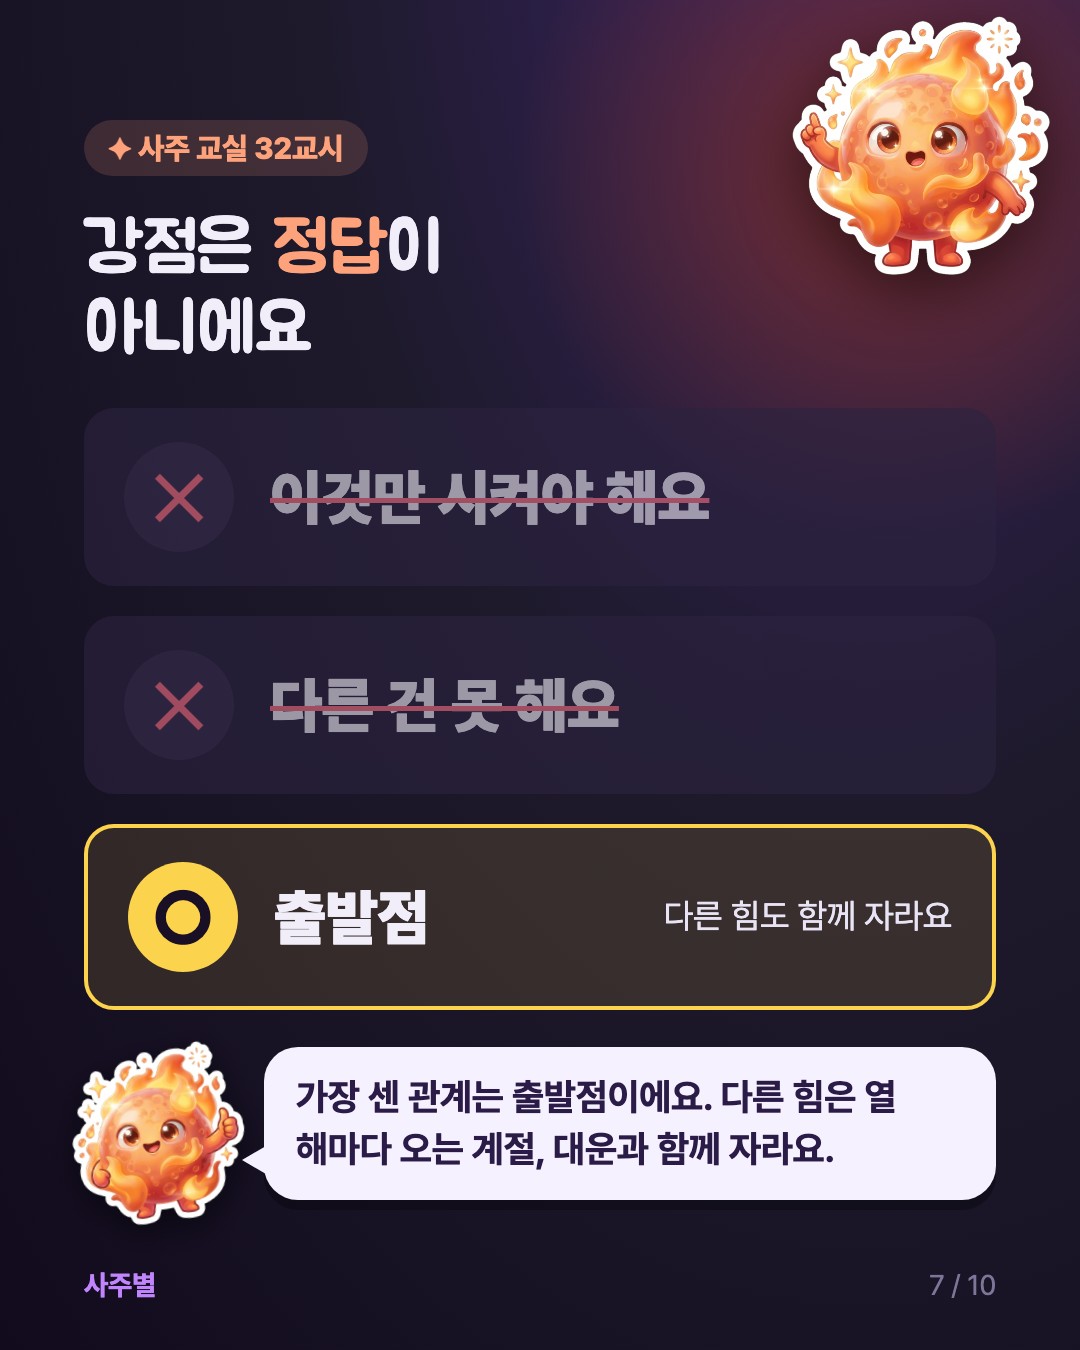 사주 교실 32교시
강점은 정답이
아니에요
이것만 시켜야 해요
다른 건 못 해요
출발점
다른 힘도 함께 자라요
가장 센 관계는 출발점이에요. 다른 힘은 열
해마다 오는 계절, 대운과 함께 자라요.
사주별
7 / 10